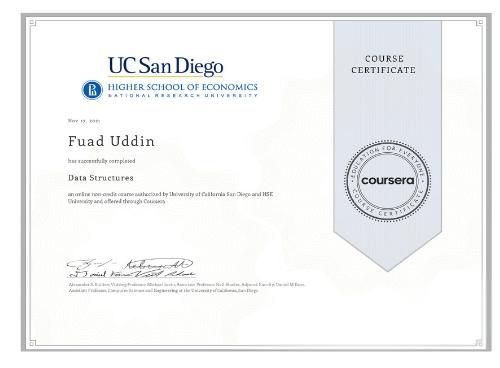 UC San Diego
HIGHER SCHOOL OF ECONOMICS
NATIONAL RESEARCH UNIVERSITY
COURSE
CERTIFICATE
Nov 17, 2021
Fuad Uddin
has successfully completed
Data Structures
an online non-credit course authorized by University of California San Diego and HSE
University and offered through Coursera
EDUCATION FOR EVERYONE
coursera
COURSE CERTIFICATE
Alexander S. Kulikov, Visiting Professor; Michael Levin, Associate Professor; Neil Rhodes, Adjunct Faculty; Daniel M Kane,
Assistant Professor, Computer Science and Engineering at the University of California, San Diego